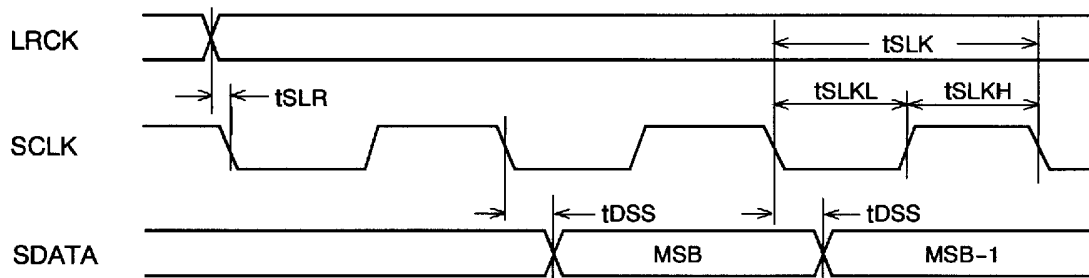 LRCK
tSLK
tSLR
tSLKL
tSLKH
SCLK
tDSS
tDSS
SDATA
MSB
MSB-1